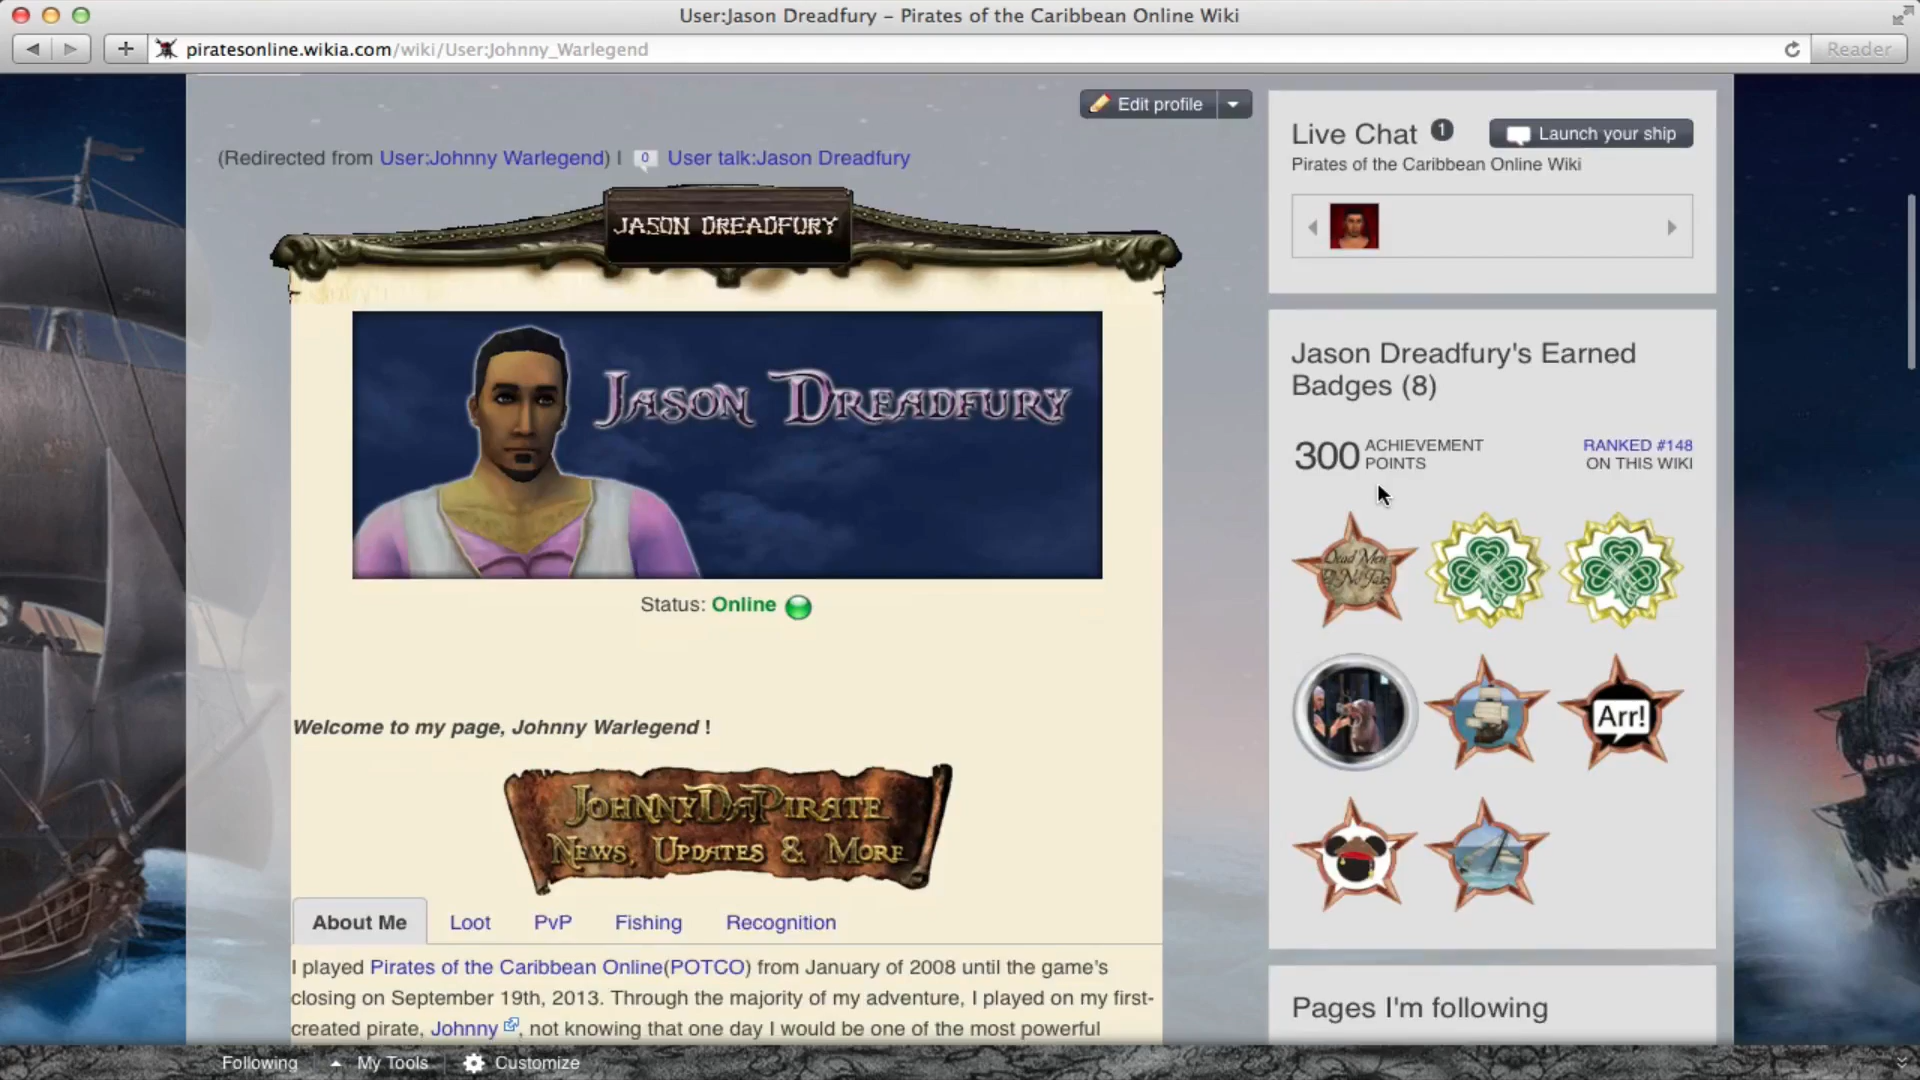 User:Jason Dreadfury – Pirates of the Caribbean Online Wiki
piratesonline.wikia.com/wiki/User:Johnny_Warlegend
Reader
Edit profile
(Redirected from User:Johnny Warlegend) | 0 User talk:Jason Dreadfury
JASON DREADFURY
JASON DREADFURY
Status: Online
Welcome to my page, Johnny Warlegend !
JOHNNYDAPIRATE
NEWS, UPDATES & MORE
About Me Loot PvP Fishing Recognition
I played Pirates of the Caribbean Online(POTCO) from January of 2008 until the game's
closing on September 19th, 2013. Through the majority of my adventure, I played on my first-
created pirate, Johnny, not knowing that one day I would be one of the most powerful
Live Chat 1
Launch your ship
Pirates of the Caribbean Online Wiki
Jason Dreadfury's Earned
Badges (8)
300 ACHIEVEMENT
POINTS
RANKED #148
ON THIS WIKI
Dead Men
Tell No Tales
Arr!
Pages I'm following
Following My Tools Customize